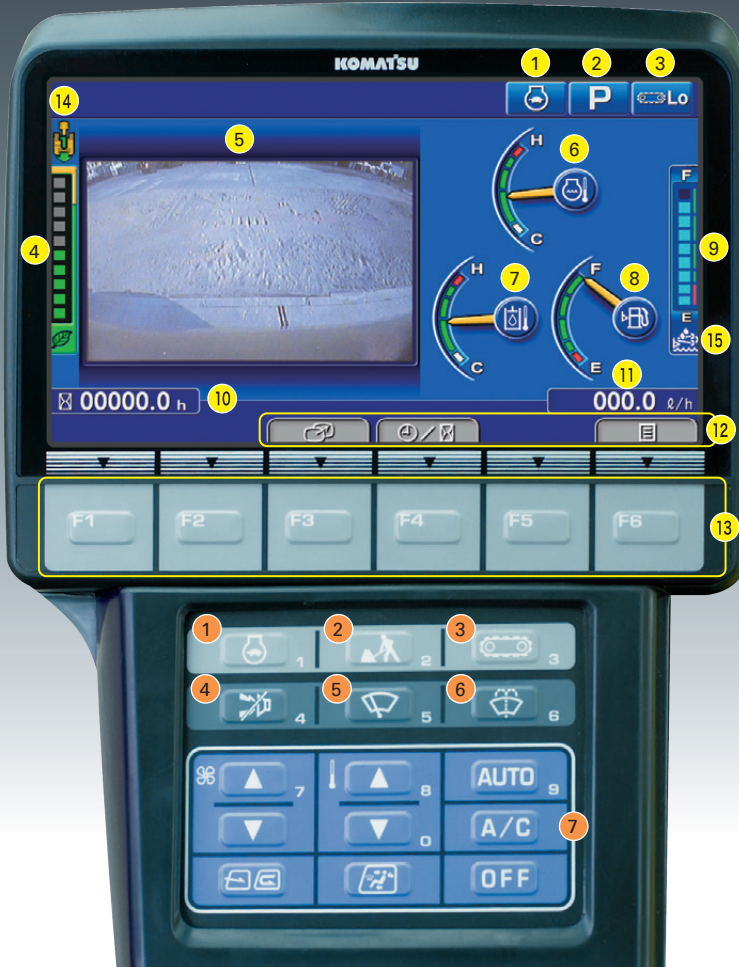 KOMATSU
1 2 3
P Lo
14
5
H
6
F
C
4
9
H
7
F
8
C
E
E
15
11
00000.0 h
10
000.0 ℓ/h
12
F1 F2 F3 F4 F5 F6
13
1 2 3
1 2 3
4 5 6
4 5 6
7 8 AUTO 9
0 A/C 7
OFF